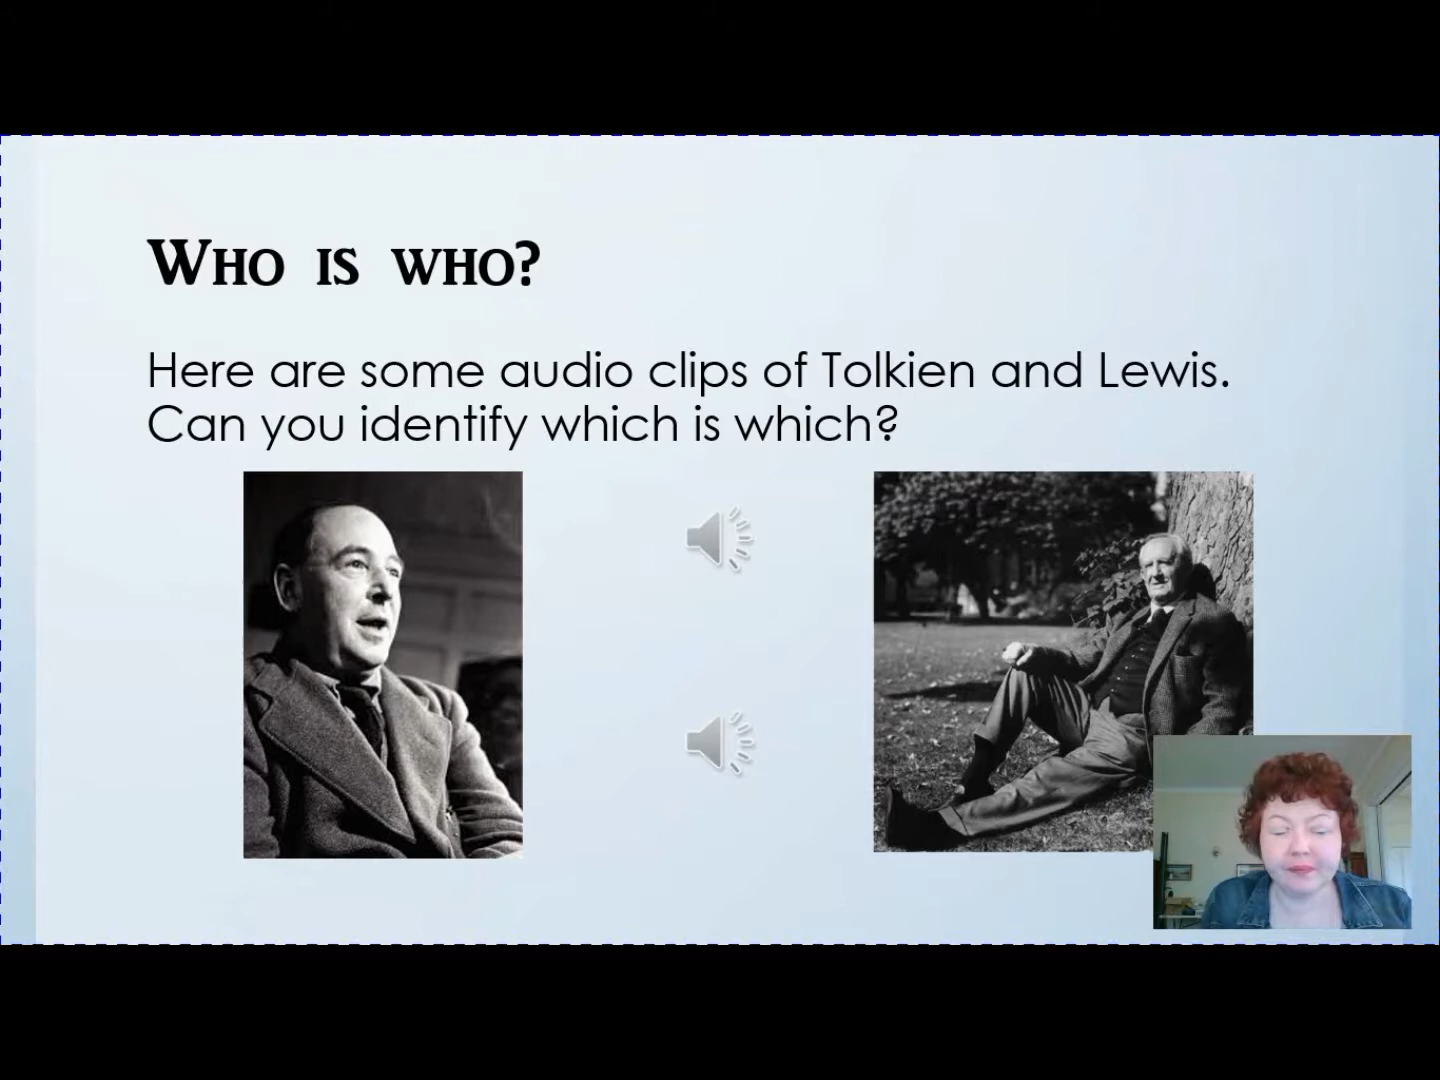 Who is who?
Here are some audio clips of Tolkien and Lewis.
Can you identify which is which?